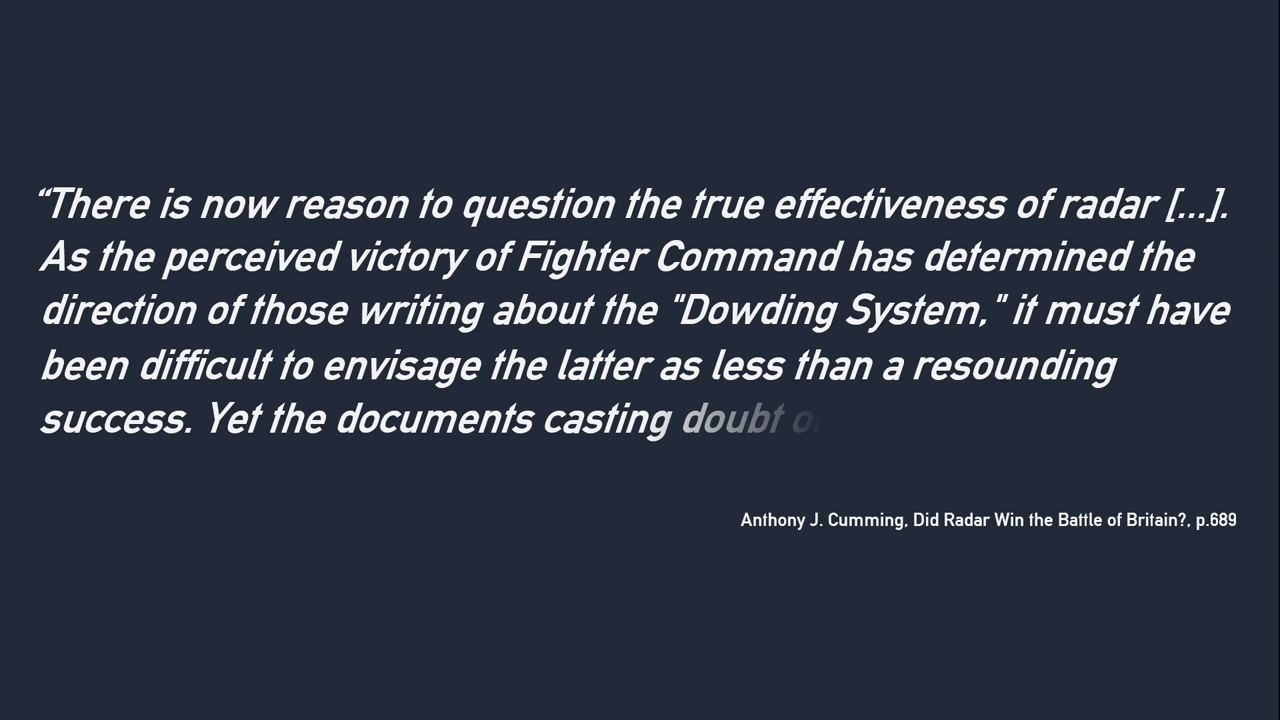 “There is now reason to question the true effectiveness of radar [...].
As the perceived victory of Fighter Command has determined the
direction of those writing about the "Dowding System," it must have
been difficult to envisage the latter as less than a resounding
success. Yet the documents casting doubt
Anthony J. Cumming, Did Radar Win the Battle of Britain?, p.689